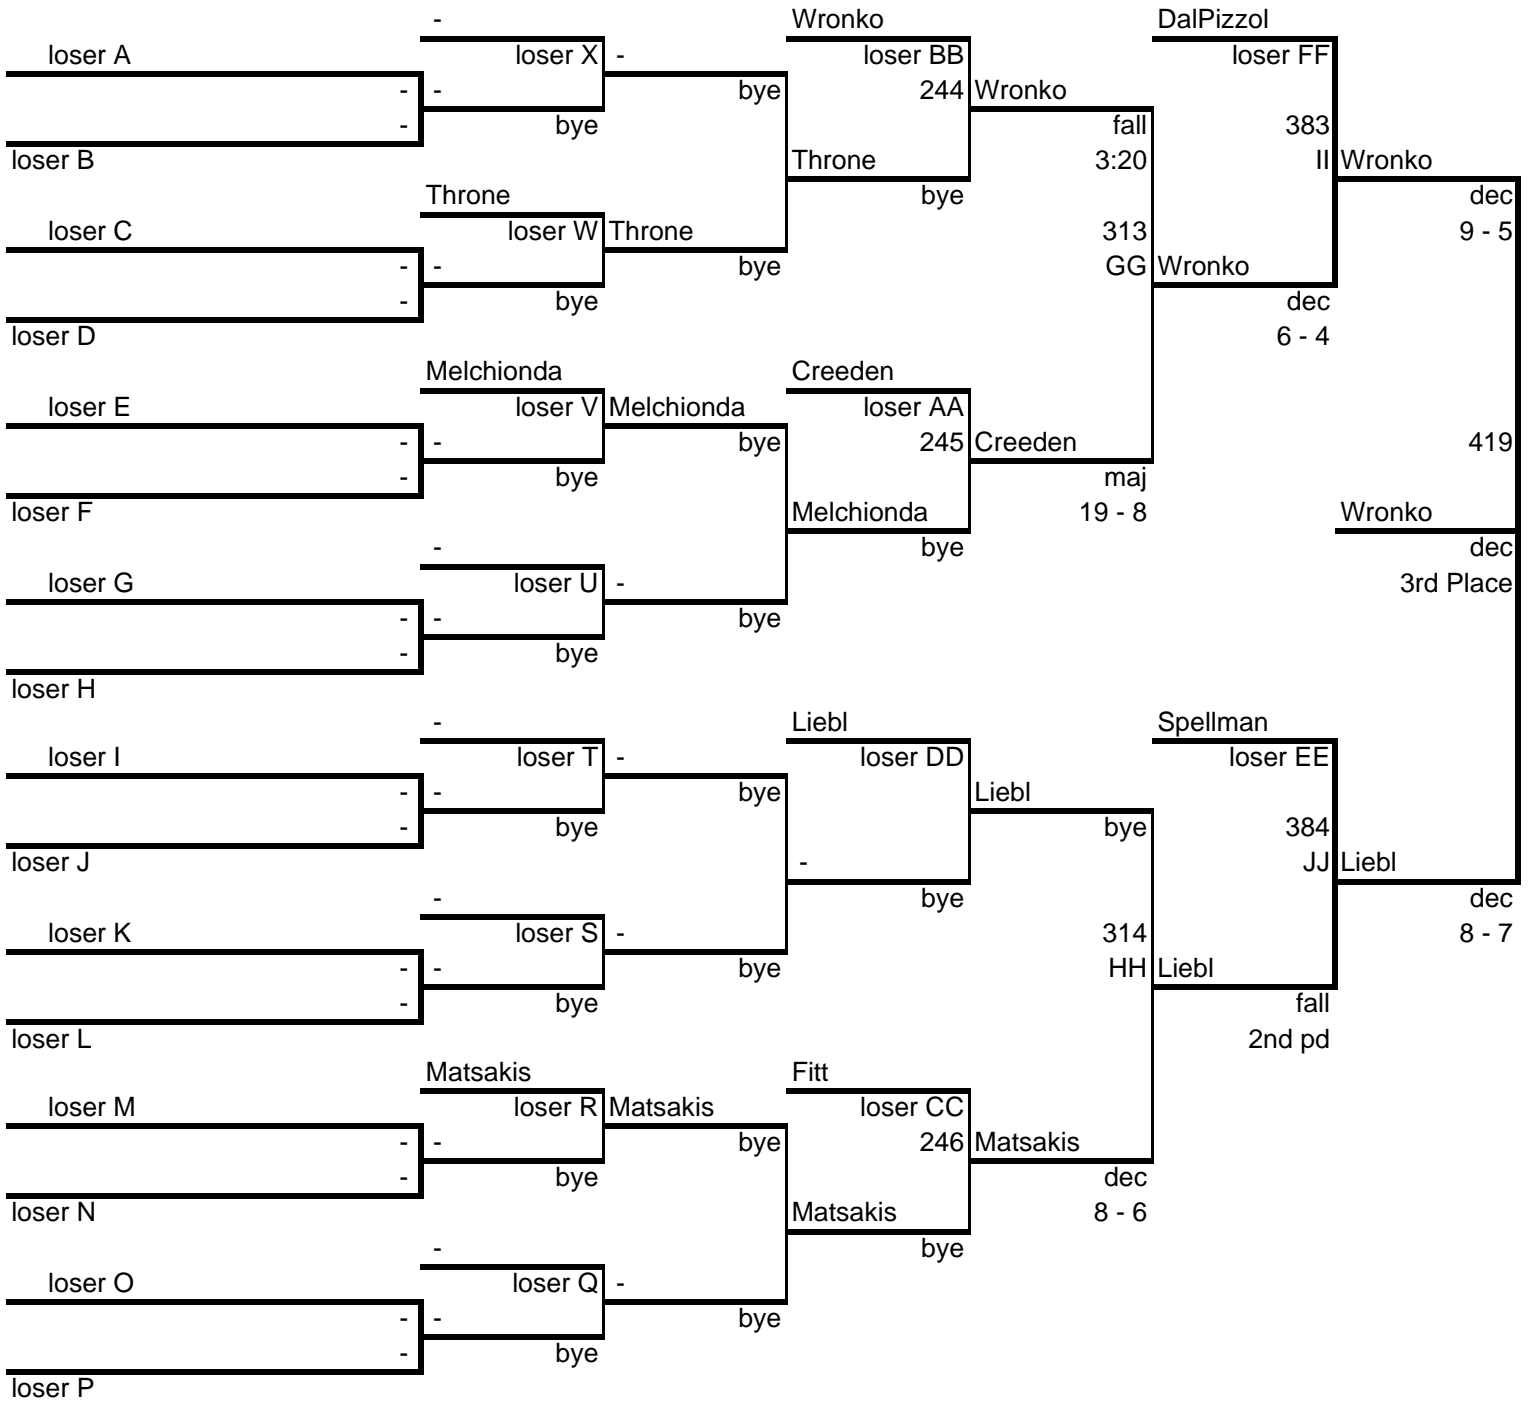 -
Wronko
DalPizzol
loser A
loser X
-
loser BB
loser FF
-
-
bye
244
Wronko
-
bye
fall
383
loser B
Throne
3:20
II
Wronko
Throne
bye
dec
loser C
loser W
Throne
313
9 - 5
-
-
bye
GG
Wronko
-
bye
dec
loser D
6 - 4
Melchionda
Creeden
loser E
loser V
Melchionda
loser AA
-
-
bye
245
Creeden
419
-
bye
maj
loser F
Melchionda
19 - 8
Wronko
-
bye
dec
loser G
loser U
-
3rd Place
-
-
bye
-
bye
loser H
-
Liebl
Spellman
loser I
loser T
-
loser DD
loser EE
-
-
bye
Liebl
-
bye
bye
384
loser J
-
JJ
Liebl
-
bye
dec
loser K
loser S
-
314
8 - 7
-
-
bye
HH
Liebl
-
bye
fall
loser L
2nd pd
Matsakis
Fitt
loser M
loser R
Matsakis
loser CC
-
-
bye
246
Matsakis
-
bye
dec
loser N
Matsakis
8 - 6
-
bye
loser O
loser Q
-
-
-
bye
-
bye
loser P